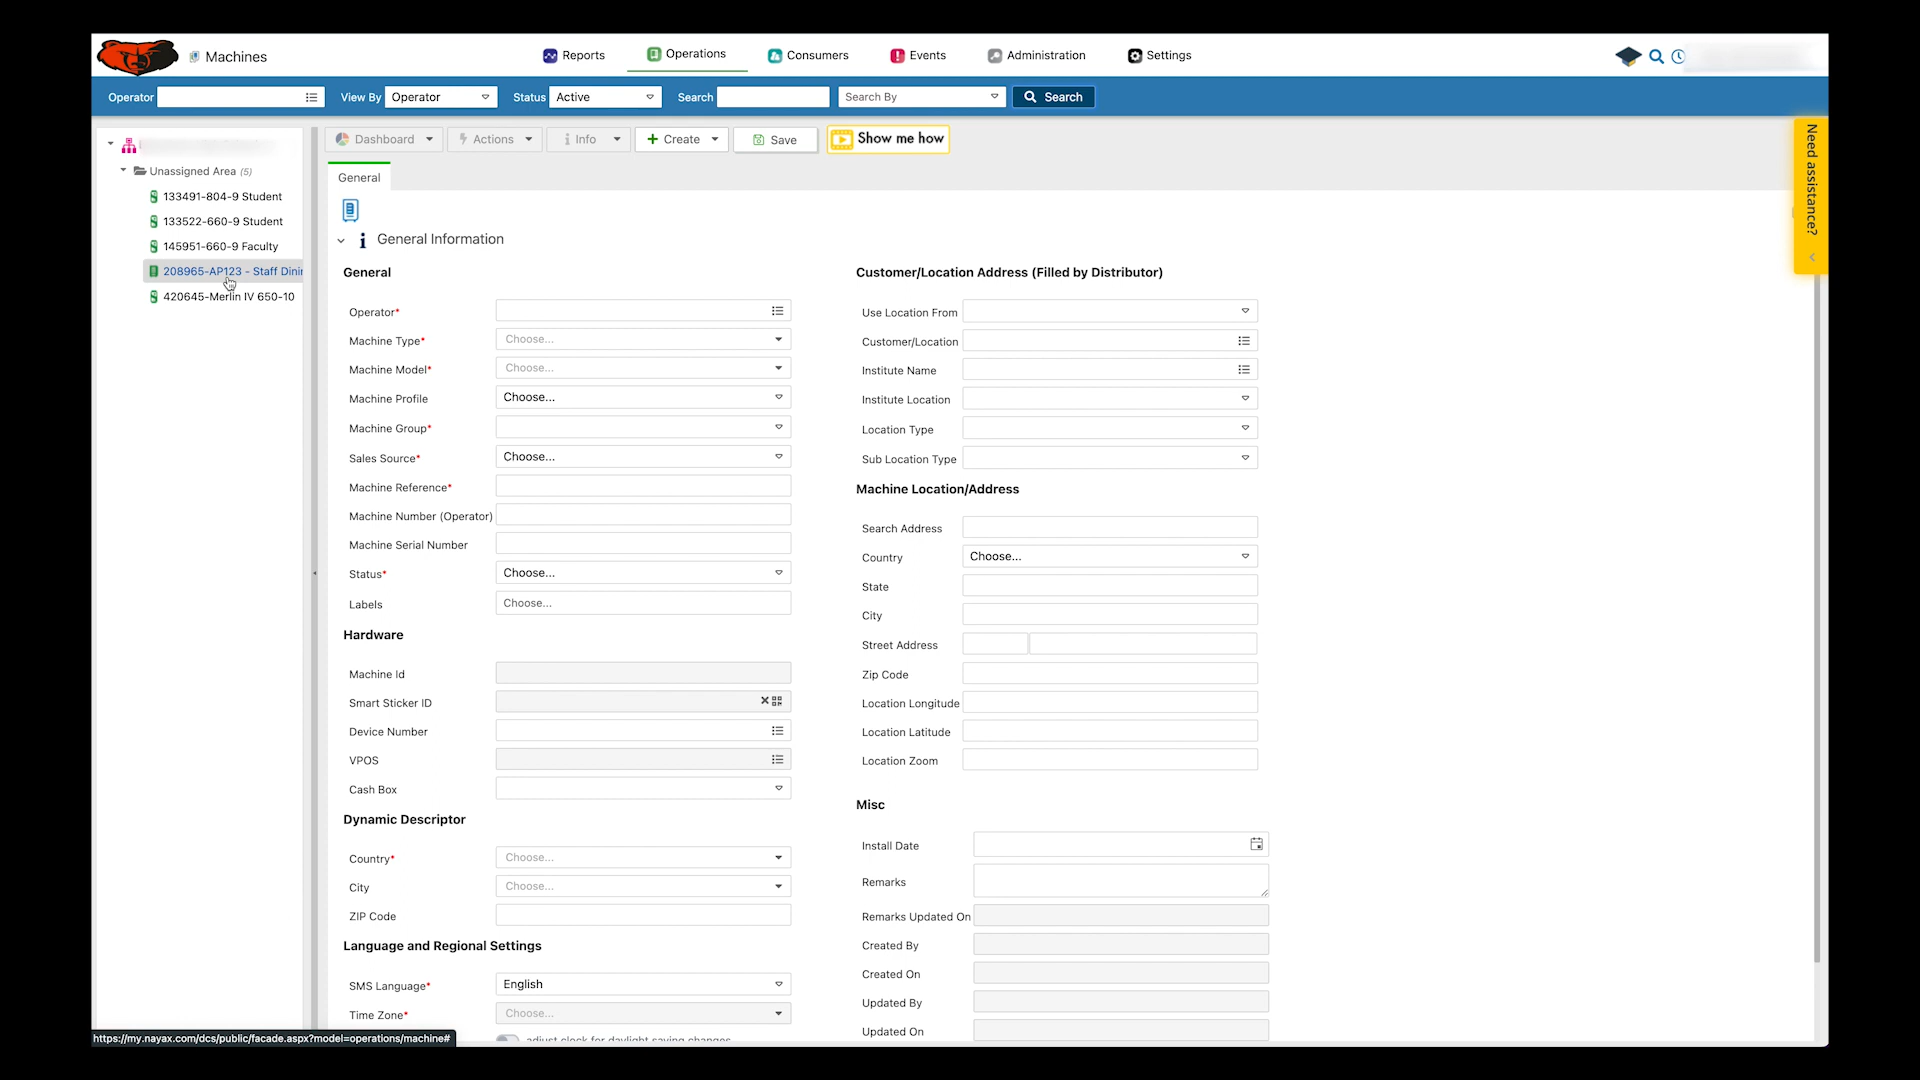 Machines
Reports
Operations
Consumers
Events
Administration
Settings
Operator
View By
Operator
Status
Active
Search
Search By
Search
Dashboard
Actions
Info
Create
Save
Show me how
Need assistance?
Unassigned Area (5)
133491-804-9 Student
133522-660-9 Student
145951-660-9 Faculty
208965-AP123 - Staff Dinin
420645-Merlin IV 650-10
General
General Information
General
Operator*
Machine Type* Choose...
Machine Model* Choose...
Machine Profile Choose...
Machine Group*
Sales Source* Choose...
Machine Reference*
Machine Number (Operator)
Machine Serial Number
Status* Choose...
Labels Choose...
Hardware
Machine Id
Smart Sticker ID
Device Number
VPOS
Cash Box
Dynamic Descriptor
Country* Choose...
City Choose...
ZIP Code
Language and Regional Settings
SMS Language* English
Time Zone* Choose...
adjust clock for daylight saving changes
Customer/Location Address (Filled by Distributor)
Use Location From
Customer/Location
Institute Name
Institute Location
Location Type
Sub Location Type
Machine Location/Address
Search Address
Country Choose...
State
City
Street Address
Zip Code
Location Longitude
Location Latitude
Location Zoom
Misc
Install Date
Remarks
Remarks Updated On
Created By
Created On
Updated By
Updated On
https://my.nayax.com/dcs/public/facade.aspx?model=operations/machine#